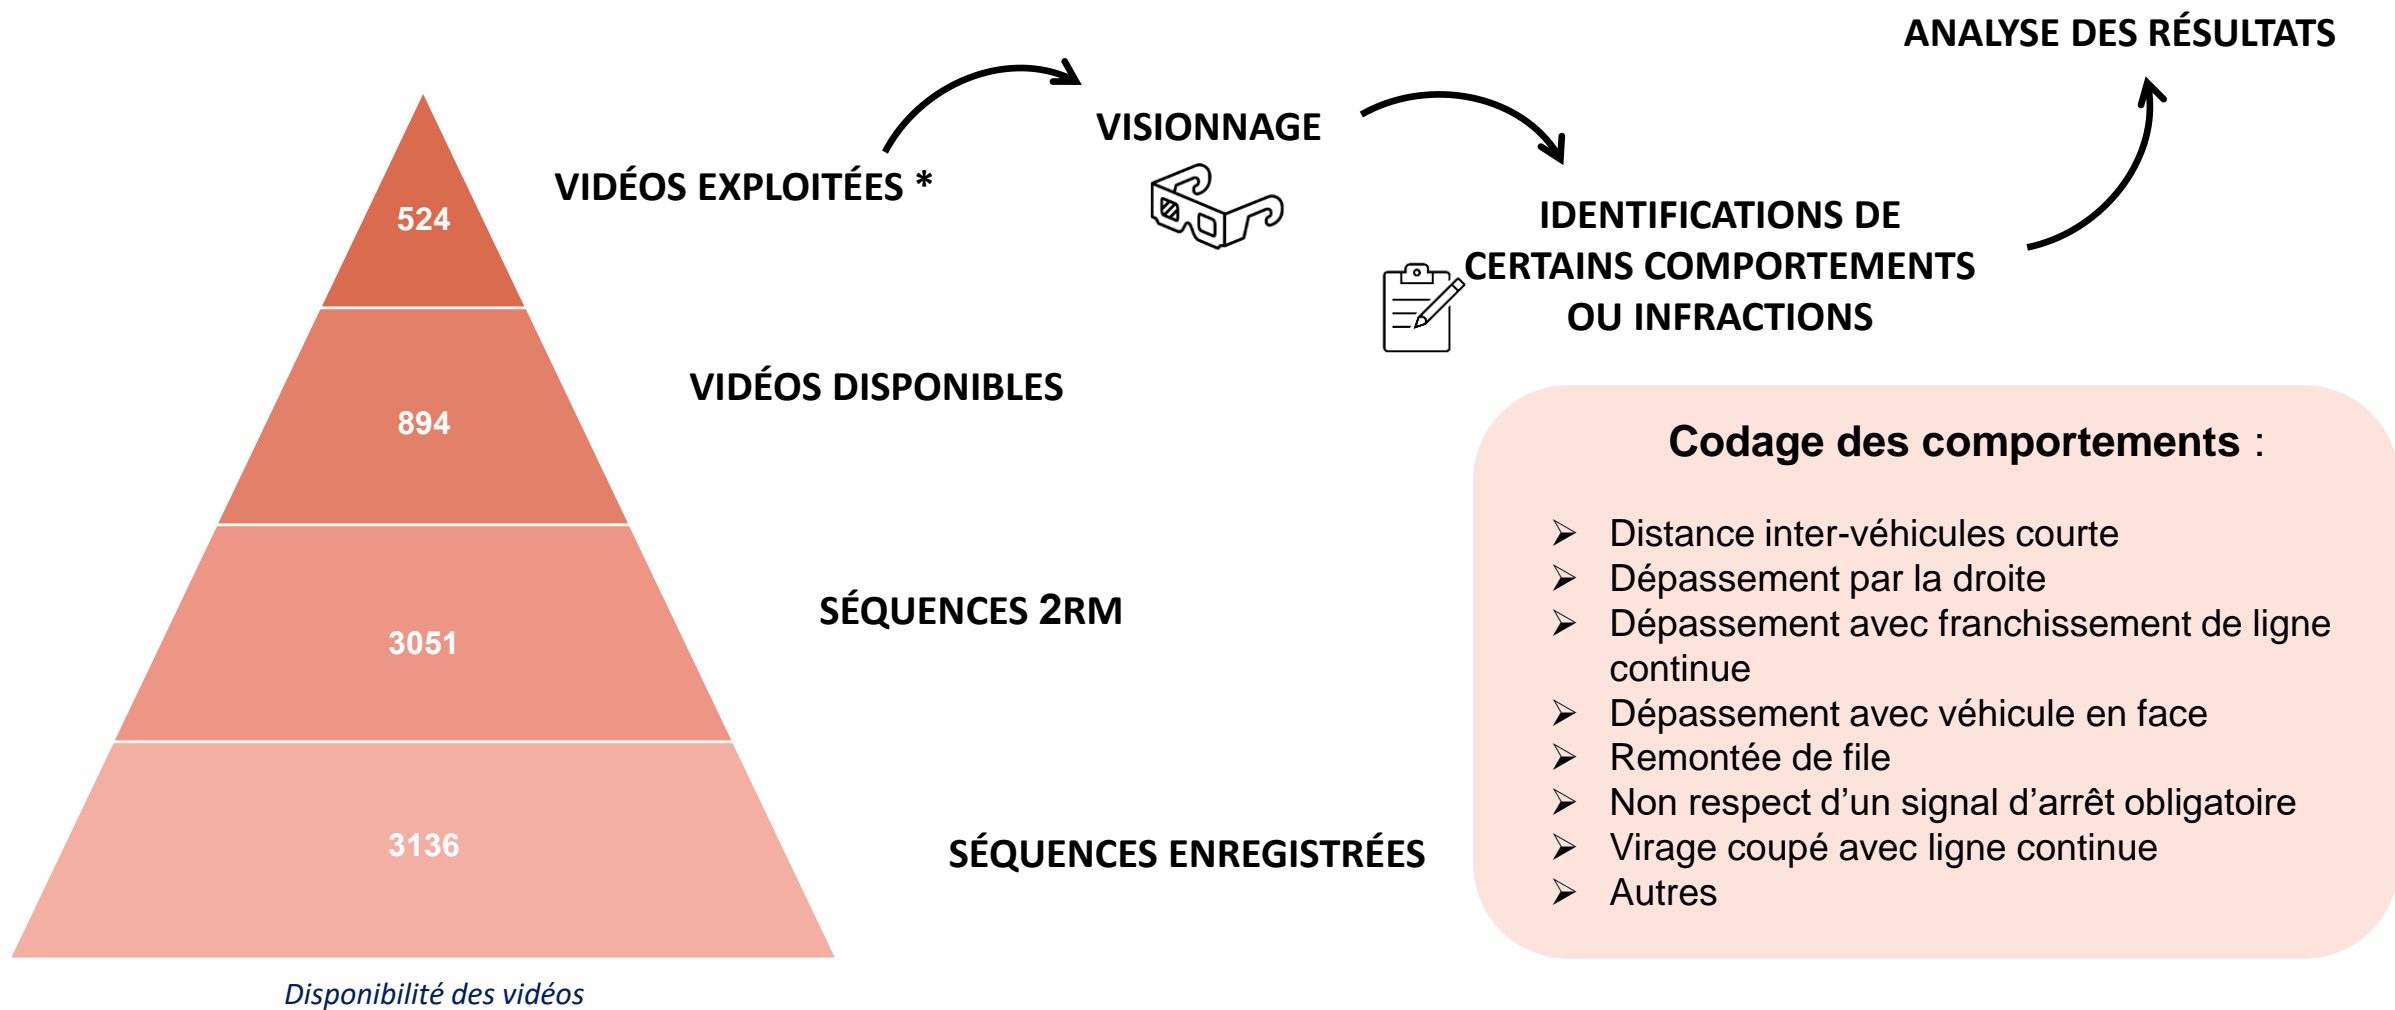 ANALYSE DES RÉSULTATS
VISIONNAGE
VIDÉOS EXPLOITÉES *
524
IDENTIFICATIONS DE
CERTAINS COMPORTEMENTS
OU INFRACTIONS
VIDÉOS DISPONIBLES
894
SÉQUENCES 2RM
3051
SÉQUENCES ENREGISTRÉES
3136
Disponibilité des vidéos
Codage des comportements :
➢ Distance inter-véhicules courte
➢ Dépassement par la droite
➢ Dépassement avec franchissement de ligne
continue
➢ Dépassement avec véhicule en face
➢ Remontée de file
➢ Non respect d’un signal d’arrêt obligatoire
➢ Virage coupé avec ligne continue
➢ Autres